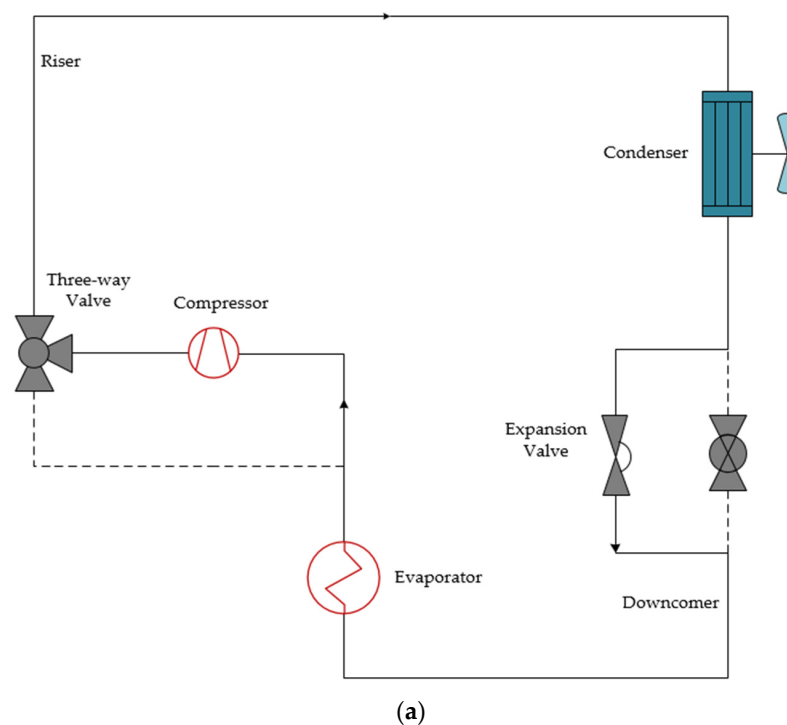 Riser
Condenser
Three-way
Valve
Compressor
Expansion
Valve
Evaporator
Downcomer
(a)